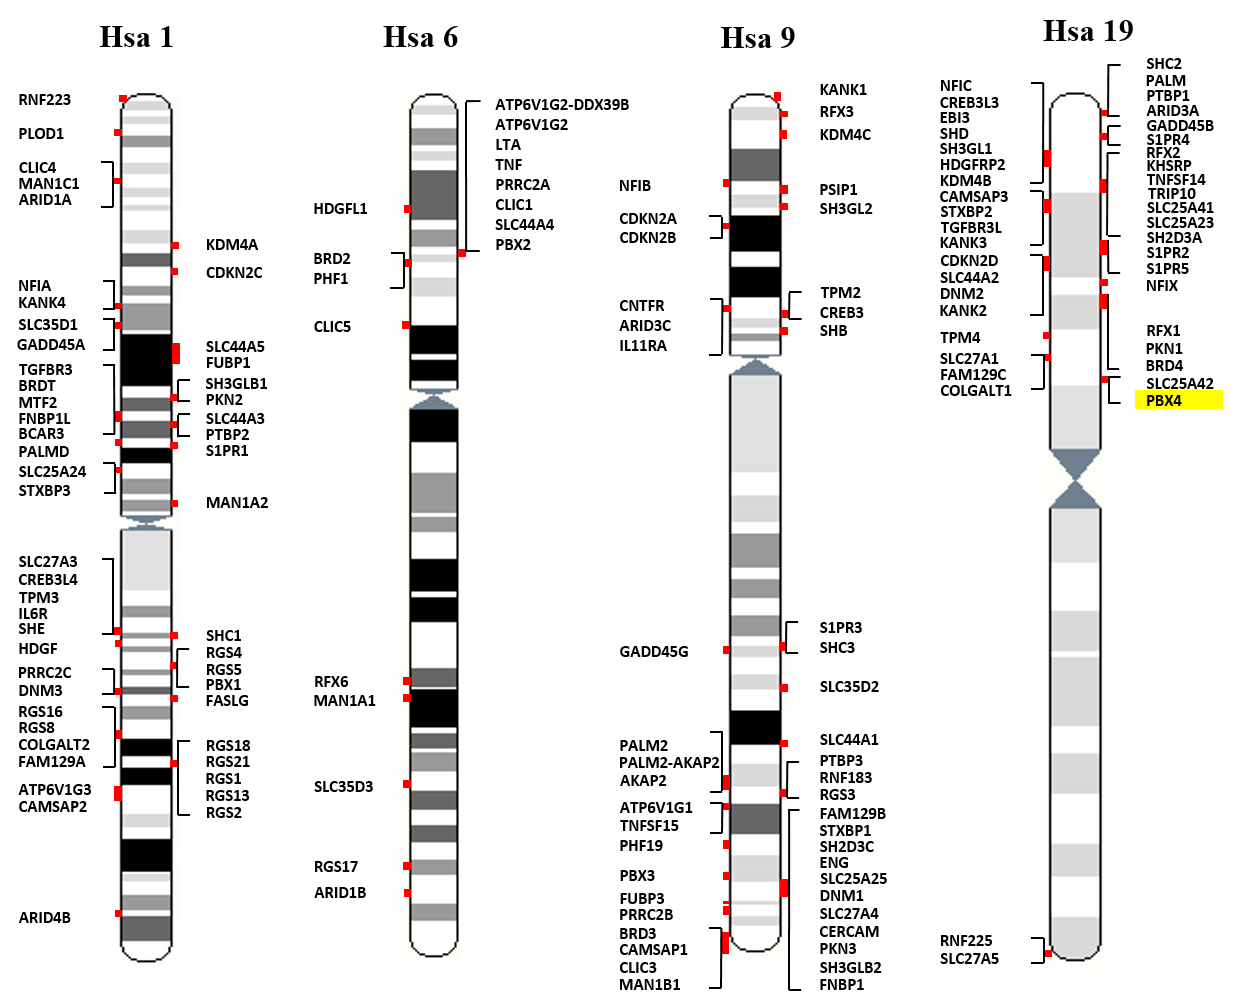 Hsa 1
RNF223
PLOD1
CLIC4
MAN1C1
ARID1A
NFIA
KANK4
SLC35D1
GADD45A
TGFBR3
BRDT
MTF2
FNBP1L
BCAR3
PALMD
SLC25A24
STXBP3
SLC27A3
CREB3L4
TPM3
IL6R
SHE
HDGF
PRRC2C
DNM3
RGS16
RGS8
COLGALT2
FAM129A
ATP6V1G3
CAMSAP2
ARID4B
KDM4A
CDKN2C
SLC44A5
FUBP1
SH3GLB1
PKN2
SLC44A3
PTBP2
S1PR1
MAN1A2
SHC1
RGS4
RGS5
PBX1
FASLG
RGS18
RGS21
RGS1
RGS13
RGS2
Hsa 6
HDGFL1
BRD2
PHF1
CLIC5
RFX6
MAN1A1
SLC35D3
RGS17
ARID1B
ATP6V1G2-DDX39B
ATP6V1G2
LTA
TNF
PRRC2A
CLIC1
SLC44A4
PBX2
Hsa 9
NFIB
CDKN2A
CDKN2B
CNTFR
ARID3C
IL11RA
GADD45G
PALM2
PALM2-AKAP2
AKAP2
ATP6V1G1
TNFSF15
PHF19
PBX3
FUBP3
PRRC2B
BRD3
CAMSAP1
CLIC3
MAN1B1
KANK1
RFX3
KDM4C
PSIP1
SH3GL2
TPM2
CREB3
SHB
S1PR3
SHC3
SLC35D2
SLC44A1
PTBP3
RNF183
RGS3
FAM129B
STXBP1
SH2D3C
ENG
SLC25A25
DNM1
SLC27A4
CERCAM
PKN3
SH3GLB2
FNBP1
Hsa 19
NFIC
CREB3L3
EBI3
SHD
SH3GL1
HDGFRP2
KDM4B
CAMSAP3
STXBP2
TGFBR3L
KANK3
CDKN2D
SLC44A2
DNM2
KANK2
TPM4
SLC27A1
FAM129C
COLGALT1
RNF225
SLC27A5
SHC2
PALM
PTBP1
ARID3A
GADD45B
S1PR4
RFX2
KHSRP
TNFSF14
TRIP10
SLC25A41
SLC25A23
SH2D3A
S1PR2
S1PR5
NFIX
RFX1
PKN1
BRD4
SLC25A42
PBX4